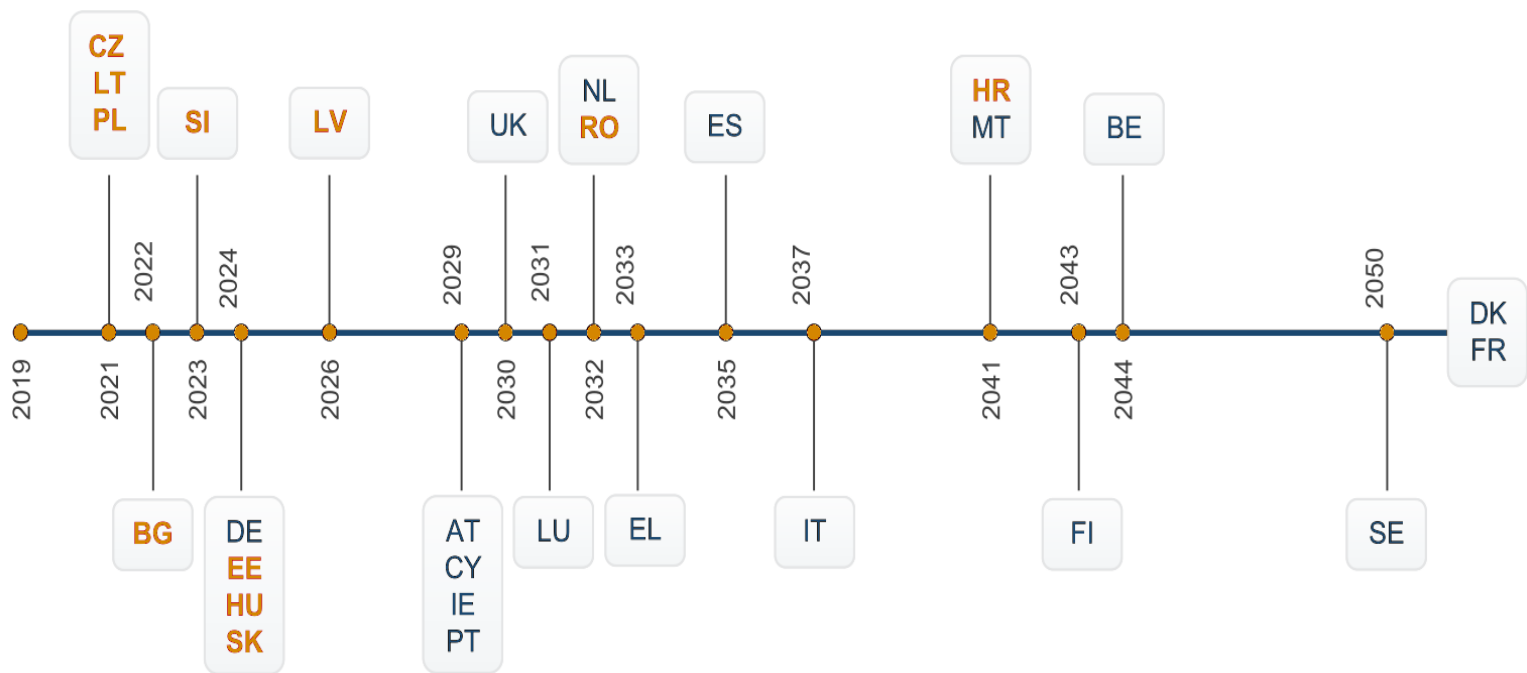 CZ
LT
PL
SI
LV
UK
NL
RO
ES
HR
MT
BE
2022
2024
2029
2031
2033
2037
2043
2050
DK
FR
2019
2021
2023
2026
2030
2032
2035
2041
2044
BG
DE
EE
HU
SK
AT
CY
IE
PT
LU
EL
IT
FI
SE